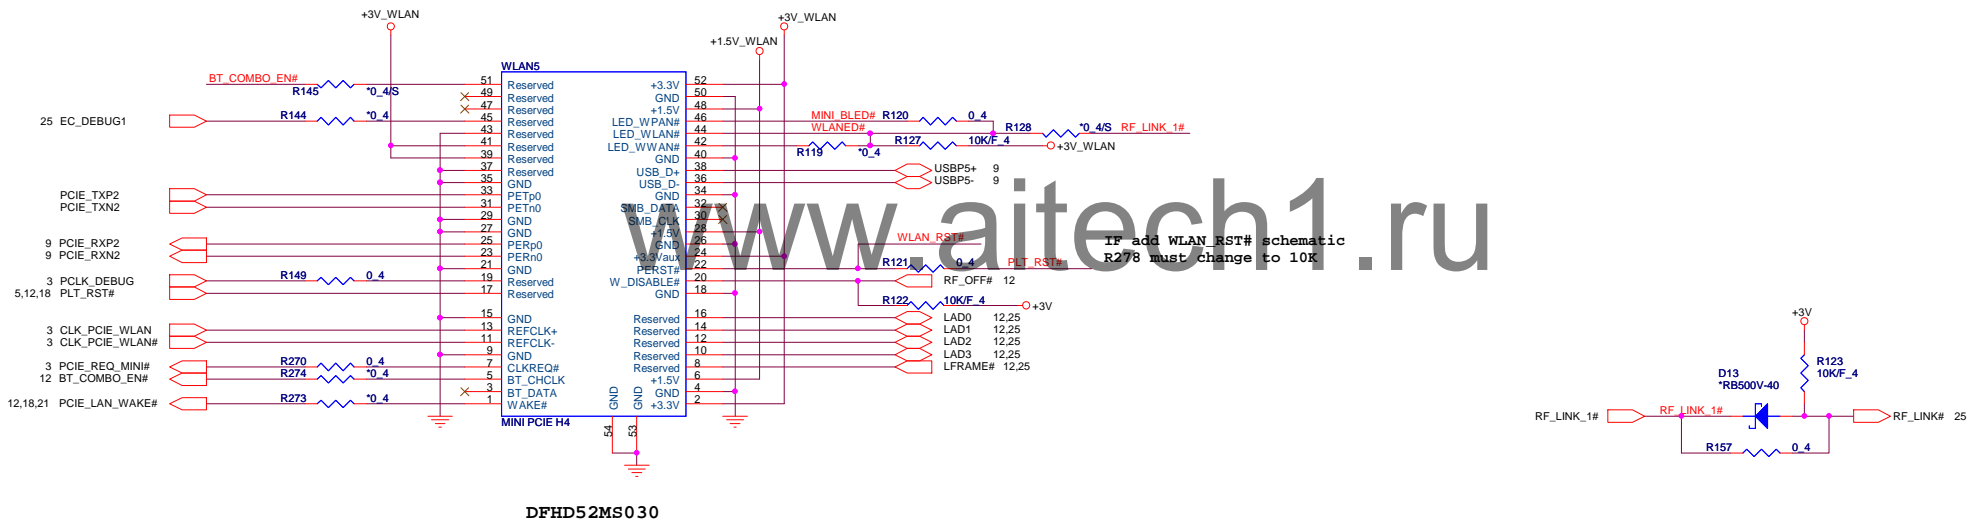 +3V_WLAN
+3V_WLAN
+1.5V_WLAN
WLAN5
BT_COMBO_EN# R145 *0_4/S 51 Reserved +3.3V 52
49 Reserved GND 50
47 Reserved +1.5V 48
25 EC_DEBUG1 R144 *0_4 45 Reserved LED_WPAN# 46 MINI_BLED# R120 0_4
43 Reserved LED_WLAN# 44 WLANED# R128 *0_4/S RF_LINK_1#
41 Reserved LED_WWAN# 42 R119 *0_4 R127 10K/F_4 +3V_WLAN
39 Reserved GND 40
37 Reserved USB_D+ 38 USBP5+ 9
35 GND USB_D- 36 USBP5- 9
PCIE_TXP2 33 PETp0 GND 34
PCIE_TXN2 31 PETn0 SMB_DATA 32
29 GND SMB_CLK 30
27 GND +1.5V 28
9 PCIE_RXP2 25 PERp0 GND 26 WLAN_RST#
9 PCIE_RXN2 23 PERn0 +3.3Vaux 24
21 GND PERST# 22 R121 0_4 PLT_RST#
3 PCLK_DEBUG R149 0_4 19 Reserved W_DISABLE# 20 RF_OFF# 12
5,12,18 PLT_RST# 17 Reserved GND 18
R122 10K/F_4 +3V
15 GND Reserved 16 LAD0 12,25
3 CLK_PCIE_WLAN 13 REFCLK+ Reserved 14 LAD1 12,25
3 CLK_PCIE_WLAN# 11 REFCLK- Reserved 12 LAD2 12,25
9 GND Reserved 10 LAD3 12,25
3 PCIE_REQ_MINI# R270 0_4 7 CLKREQ# Reserved 8 LFRAME# 12,25
12 BT_COMBO_EN# R274 *0_4 5 BT_CHCLK +1.5V 6
3 BT_DATA GND 4
12,18,21 PCIE_LAN_WAKE# R273 *0_4 1 WAKE# +3.3V 2
GND GND
MINI PCIE H4
54 53
DFHD52MS030
www.aitech1.ru
IF add WLAN_RST# schematic
R278 must change to 10K
+3V
R123
10K/F_4
D13
*RB500V-40
RF_LINK_1# RF_LINK_1# RF_LINK# 25
R157 0_4